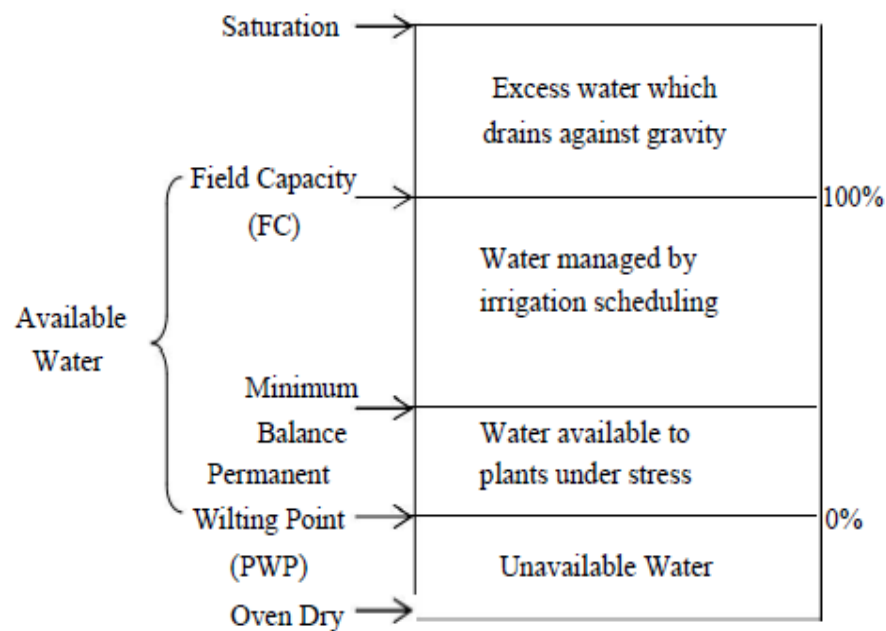 Saturation
Excess water which
drains against gravity
Field Capacity
(FC)
100%
Water managed by
irrigation scheduling
Available
Water
Minimum
Balance
Water available to
plants under stress
Permanent
Wilting Point
(PWP)
0%
Unavailable Water
Oven Dry